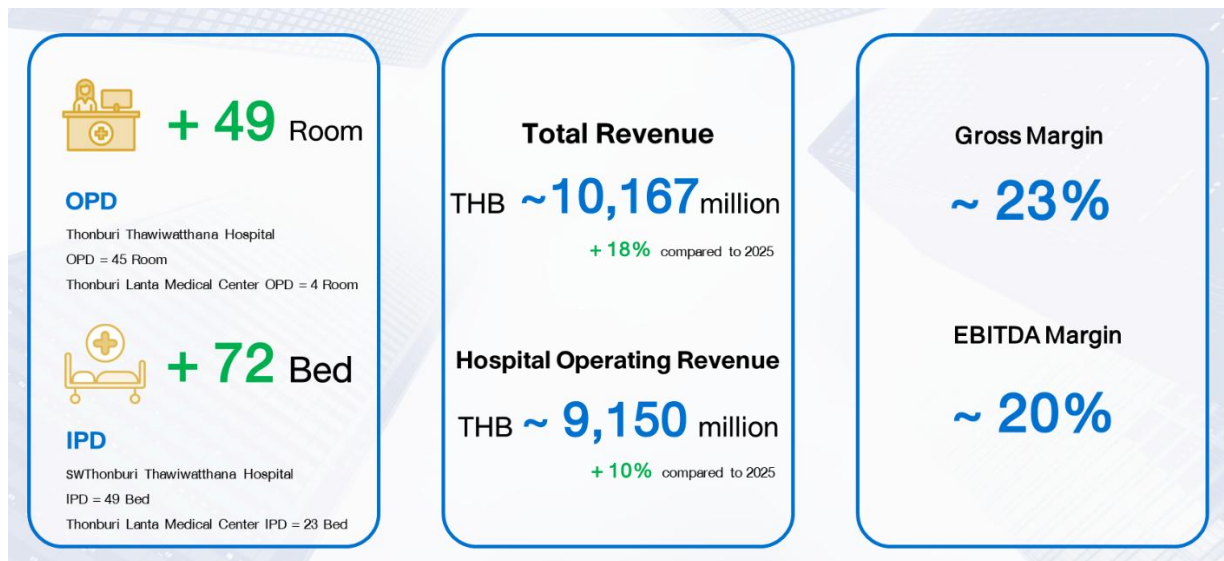 + 49 Room
OPD
Thonburi Thawiwatthana Hospital
OPD = 45 Room
Thonburi Lanta Medical Center OPD = 4 Room
+ 72 Bed
IPD
SWThonburi Thawiwatthana Hospital
IPD = 49 Bed
Thonburi Lanta Medical Center IPD = 23 Bed
Total Revenue
THB ~10,167 million
+ 18% compared to 2025
Hospital Operating Revenue
THB ~ 9,150 million
+ 10% compared to 2025
Gross Margin
~ 23%
EBITDA Margin
~ 20%